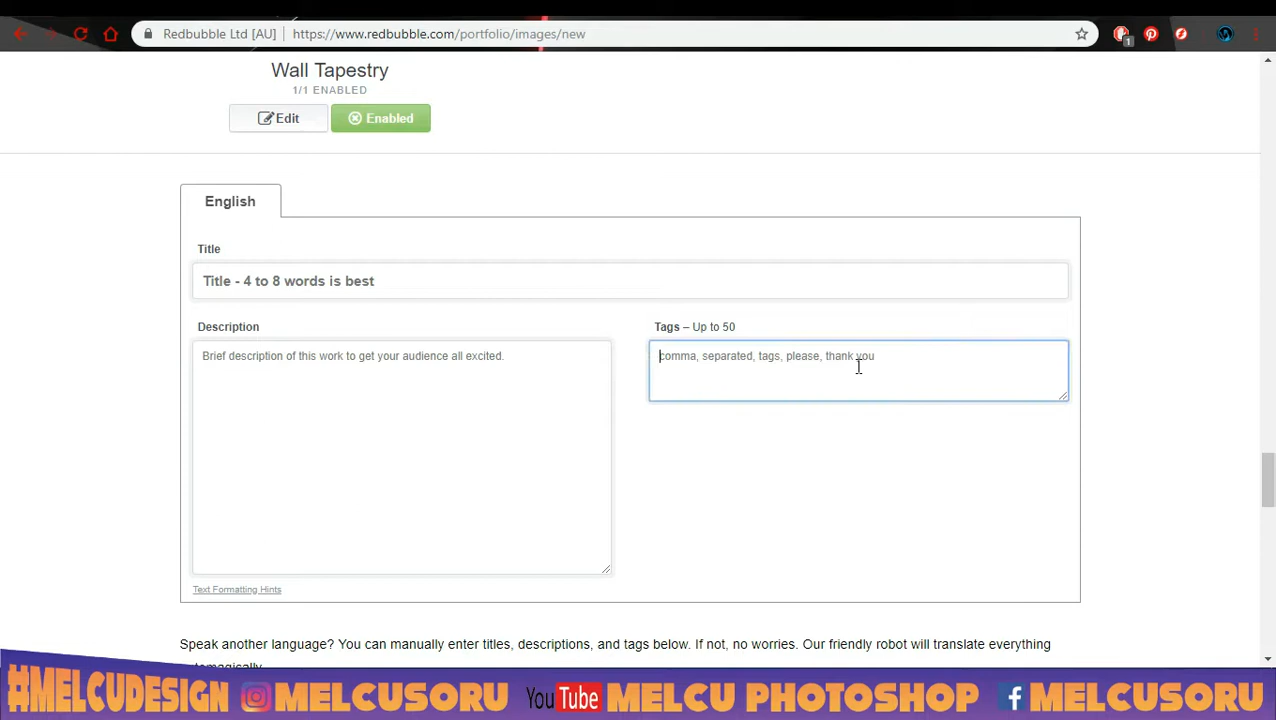 Redbubble Ltd [AU] https://www.redbubble.com/portfolio/images/new
1
Wall Tapestry
1/1 ENABLED
Edit Enabled
English
Title
Title - 4 to 8 words is best
Description Tags – Up to 50
Brief description of this work to get your audience all excited. comma, separated, tags, please, thank you
Text Formatting Hints
Speak another language? You can manually enter titles, descriptions, and tags below. If not, no worries. Our friendly robot will translate everything
#MELCUDESIGN MELCUSORU YouTube MELCU PHOTOSHOP f MELCUSORU